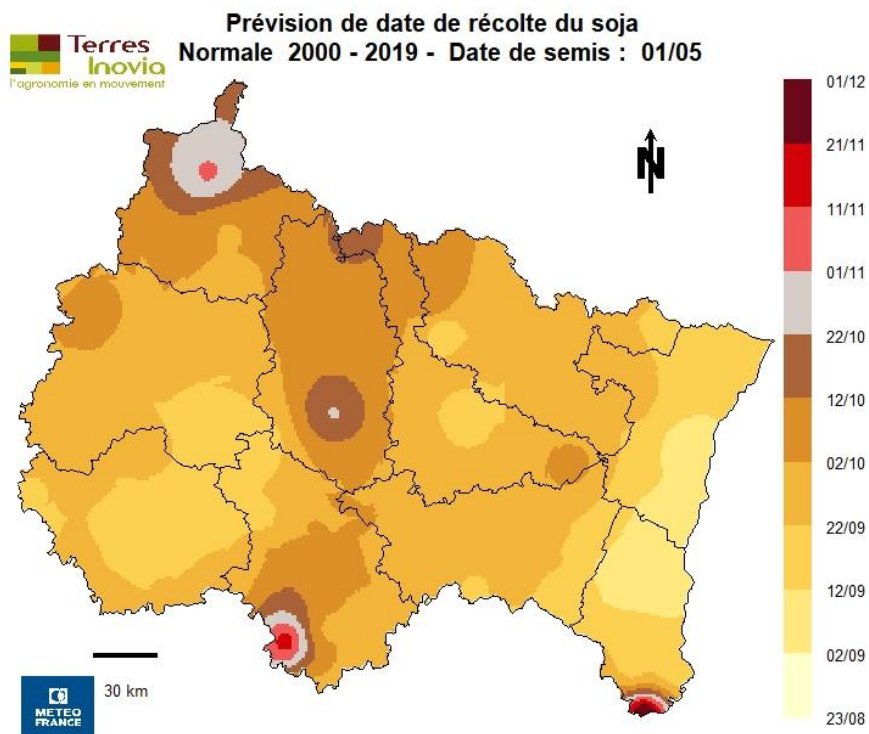 Prévision de date de récolte du soja
Normale 2000 - 2019 - Date de semis : 01/05
Terres
Inovia
l'agronomie en mouvement
N
01/12
21/11
11/11
01/11
22/10
12/10
02/10
22/09
12/09
02/09
23/08
30 km
METEO
FRANCE